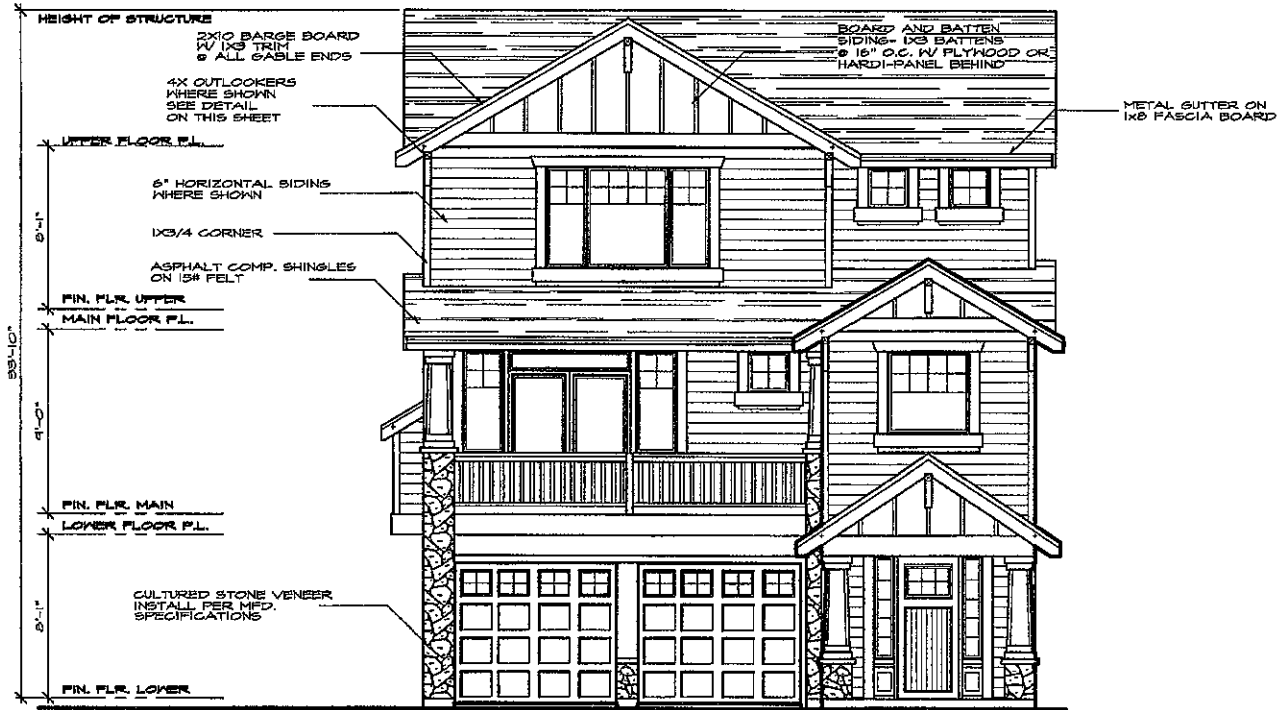 HEIGHT OF STRUCTURE
2X10 BARGE BOARD
W/ 1X3 TRIM
@ ALL GABLE ENDS
BOARD AND BATTEN
SIDING- 1X3 BATTENS
@ 16" O.C. W/ PLYWOOD OR
HARDI-PANEL BEHIND
4X OUTLOOKERS
WHERE SHOWN
SEE DETAIL
ON THIS SHEET
METAL GUTTER ON
1x8 FASCIA BOARD
UPPER FLOOR P.L.
6" HORIZONTAL SIDING
WHERE SHOWN
8'-1"
1X3/4 CORNER
ASPHALT COMP. SHINGLES
ON 15# FELT
FIN. FLR. UPPER
MAIN FLOOR P.L.
33'-10"
9'-0"
FIN. FLR. MAIN
LOWER FLOOR P.L.
CULTURED STONE VENEER
INSTALL PER MFD.
SPECIFICATIONS
8'-1"
FIN. FLR. LOWER